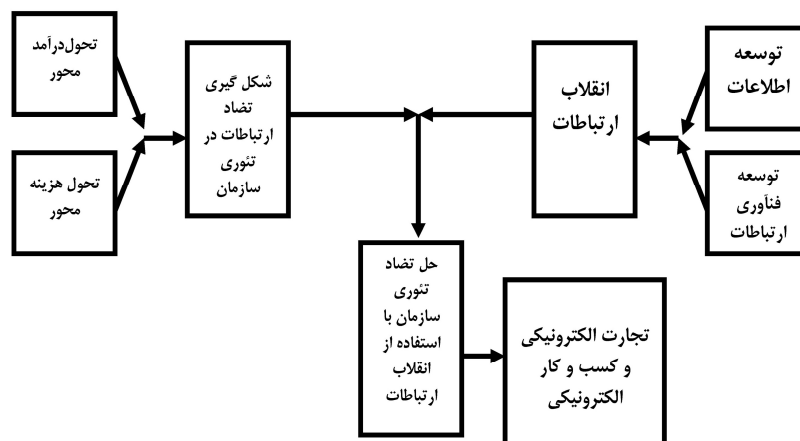 توسعه
اطلاعات
توسعه
فنآوری
ارتباطات
انقلاب
ارتباطات
تحول‌درآمد
محور
تحول هزینه
محور
شکل گیری
تضاد
ارتباطات در
تئوری
سازمان
حل تضاد
تئوری
سازمان با
استفاده از
انقلاب
ارتباطات
تجارت الکترونیکی
و کسب و کار
الکترونیکی